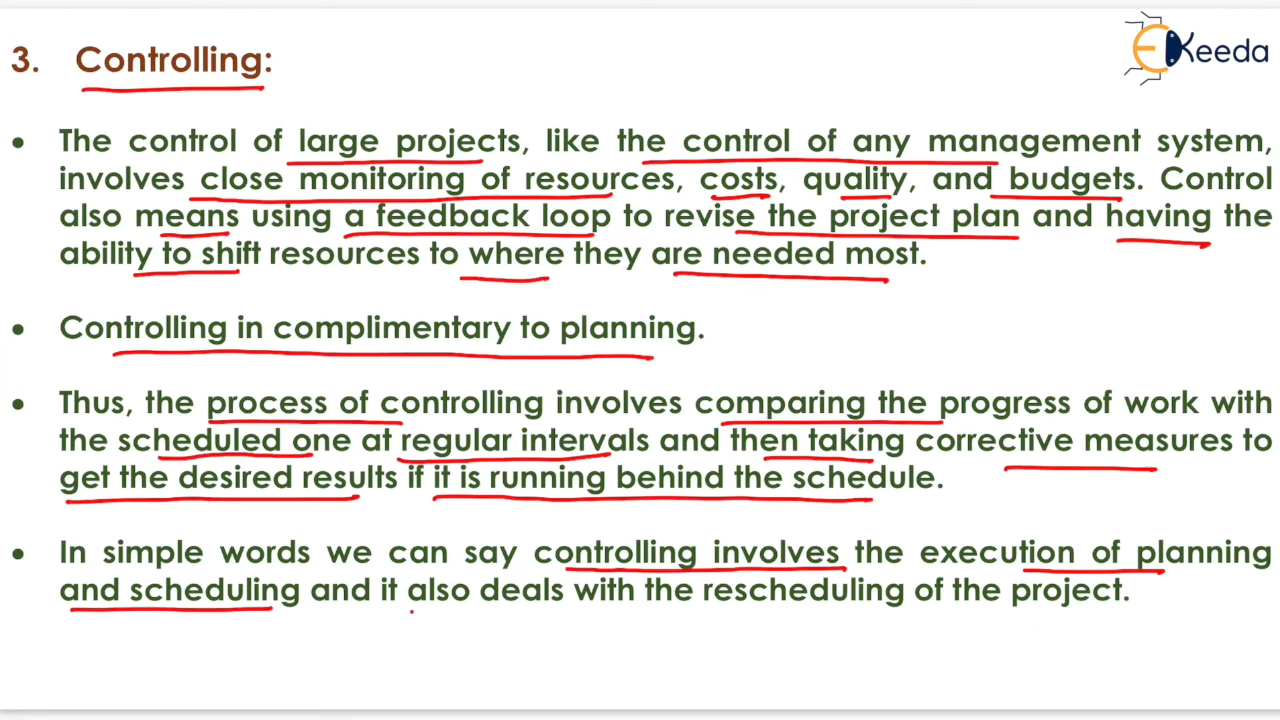 3. Controlling:
EKeeda
• The control of large projects, like the control of any management system,
involves close monitoring of resources, costs, quality, and budgets. Control
also means using a feedback loop to revise the project plan and having the
ability to shift resources to where they are needed most.
• Controlling in complimentary to planning.
• Thus, the process of controlling involves comparing the progress of work with
the scheduled one at regular intervals and then taking corrective measures to
get the desired results if it is running behind the schedule.
• In simple words we can say controlling involves the execution of planning
and scheduling and it also deals with the rescheduling of the project.